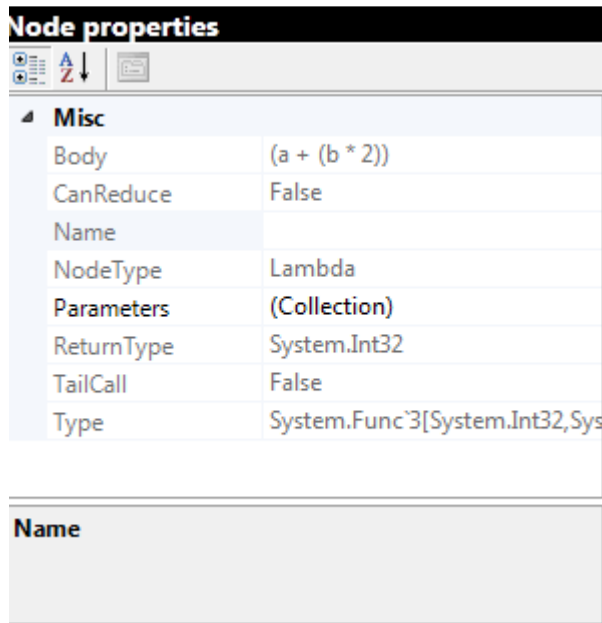 Node properties
Misc
Body (a + (b * 2))
CanReduce False
Name
NodeType Lambda
Parameters (Collection)
ReturnType System.Int32
TailCall False
Type System.Func`3[System.Int32,Sys
Name